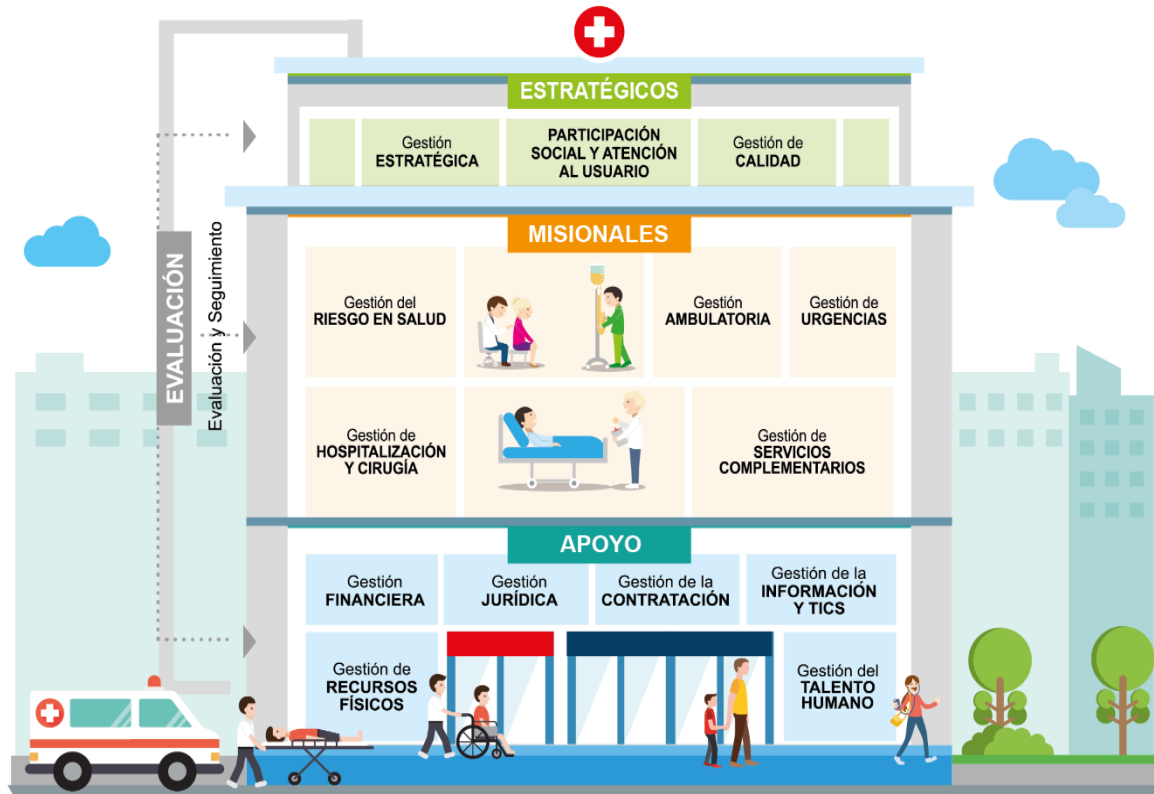 ESTRATÉGICOS
Gestión
ESTRATÉGICA
PARTICIPACIÓN
SOCIAL Y ATENCIÓN
AL USUARIO
Gestión de
CALIDAD
EVALUACIÓN
Evaluación y Seguimiento
MISIONALES
Gestión del
RIESGO EN SALUD
Gestión
AMBULATORIA
Gestión de
URGENCIAS
Gestión de
HOSPITALIZACIÓN
Y CIRUGÍA
Gestión de
SERVICIOS
COMPLEMENTARIOS
APOYO
Gestión
FINANCIERA
Gestión
JURÍDICA
Gestión de la
CONTRATACIÓN
Gestión de la
INFORMACIÓN
Y TICS
Gestión de
RECURSOS
FÍSICOS
Gestión del
TALENTO
HUMANO